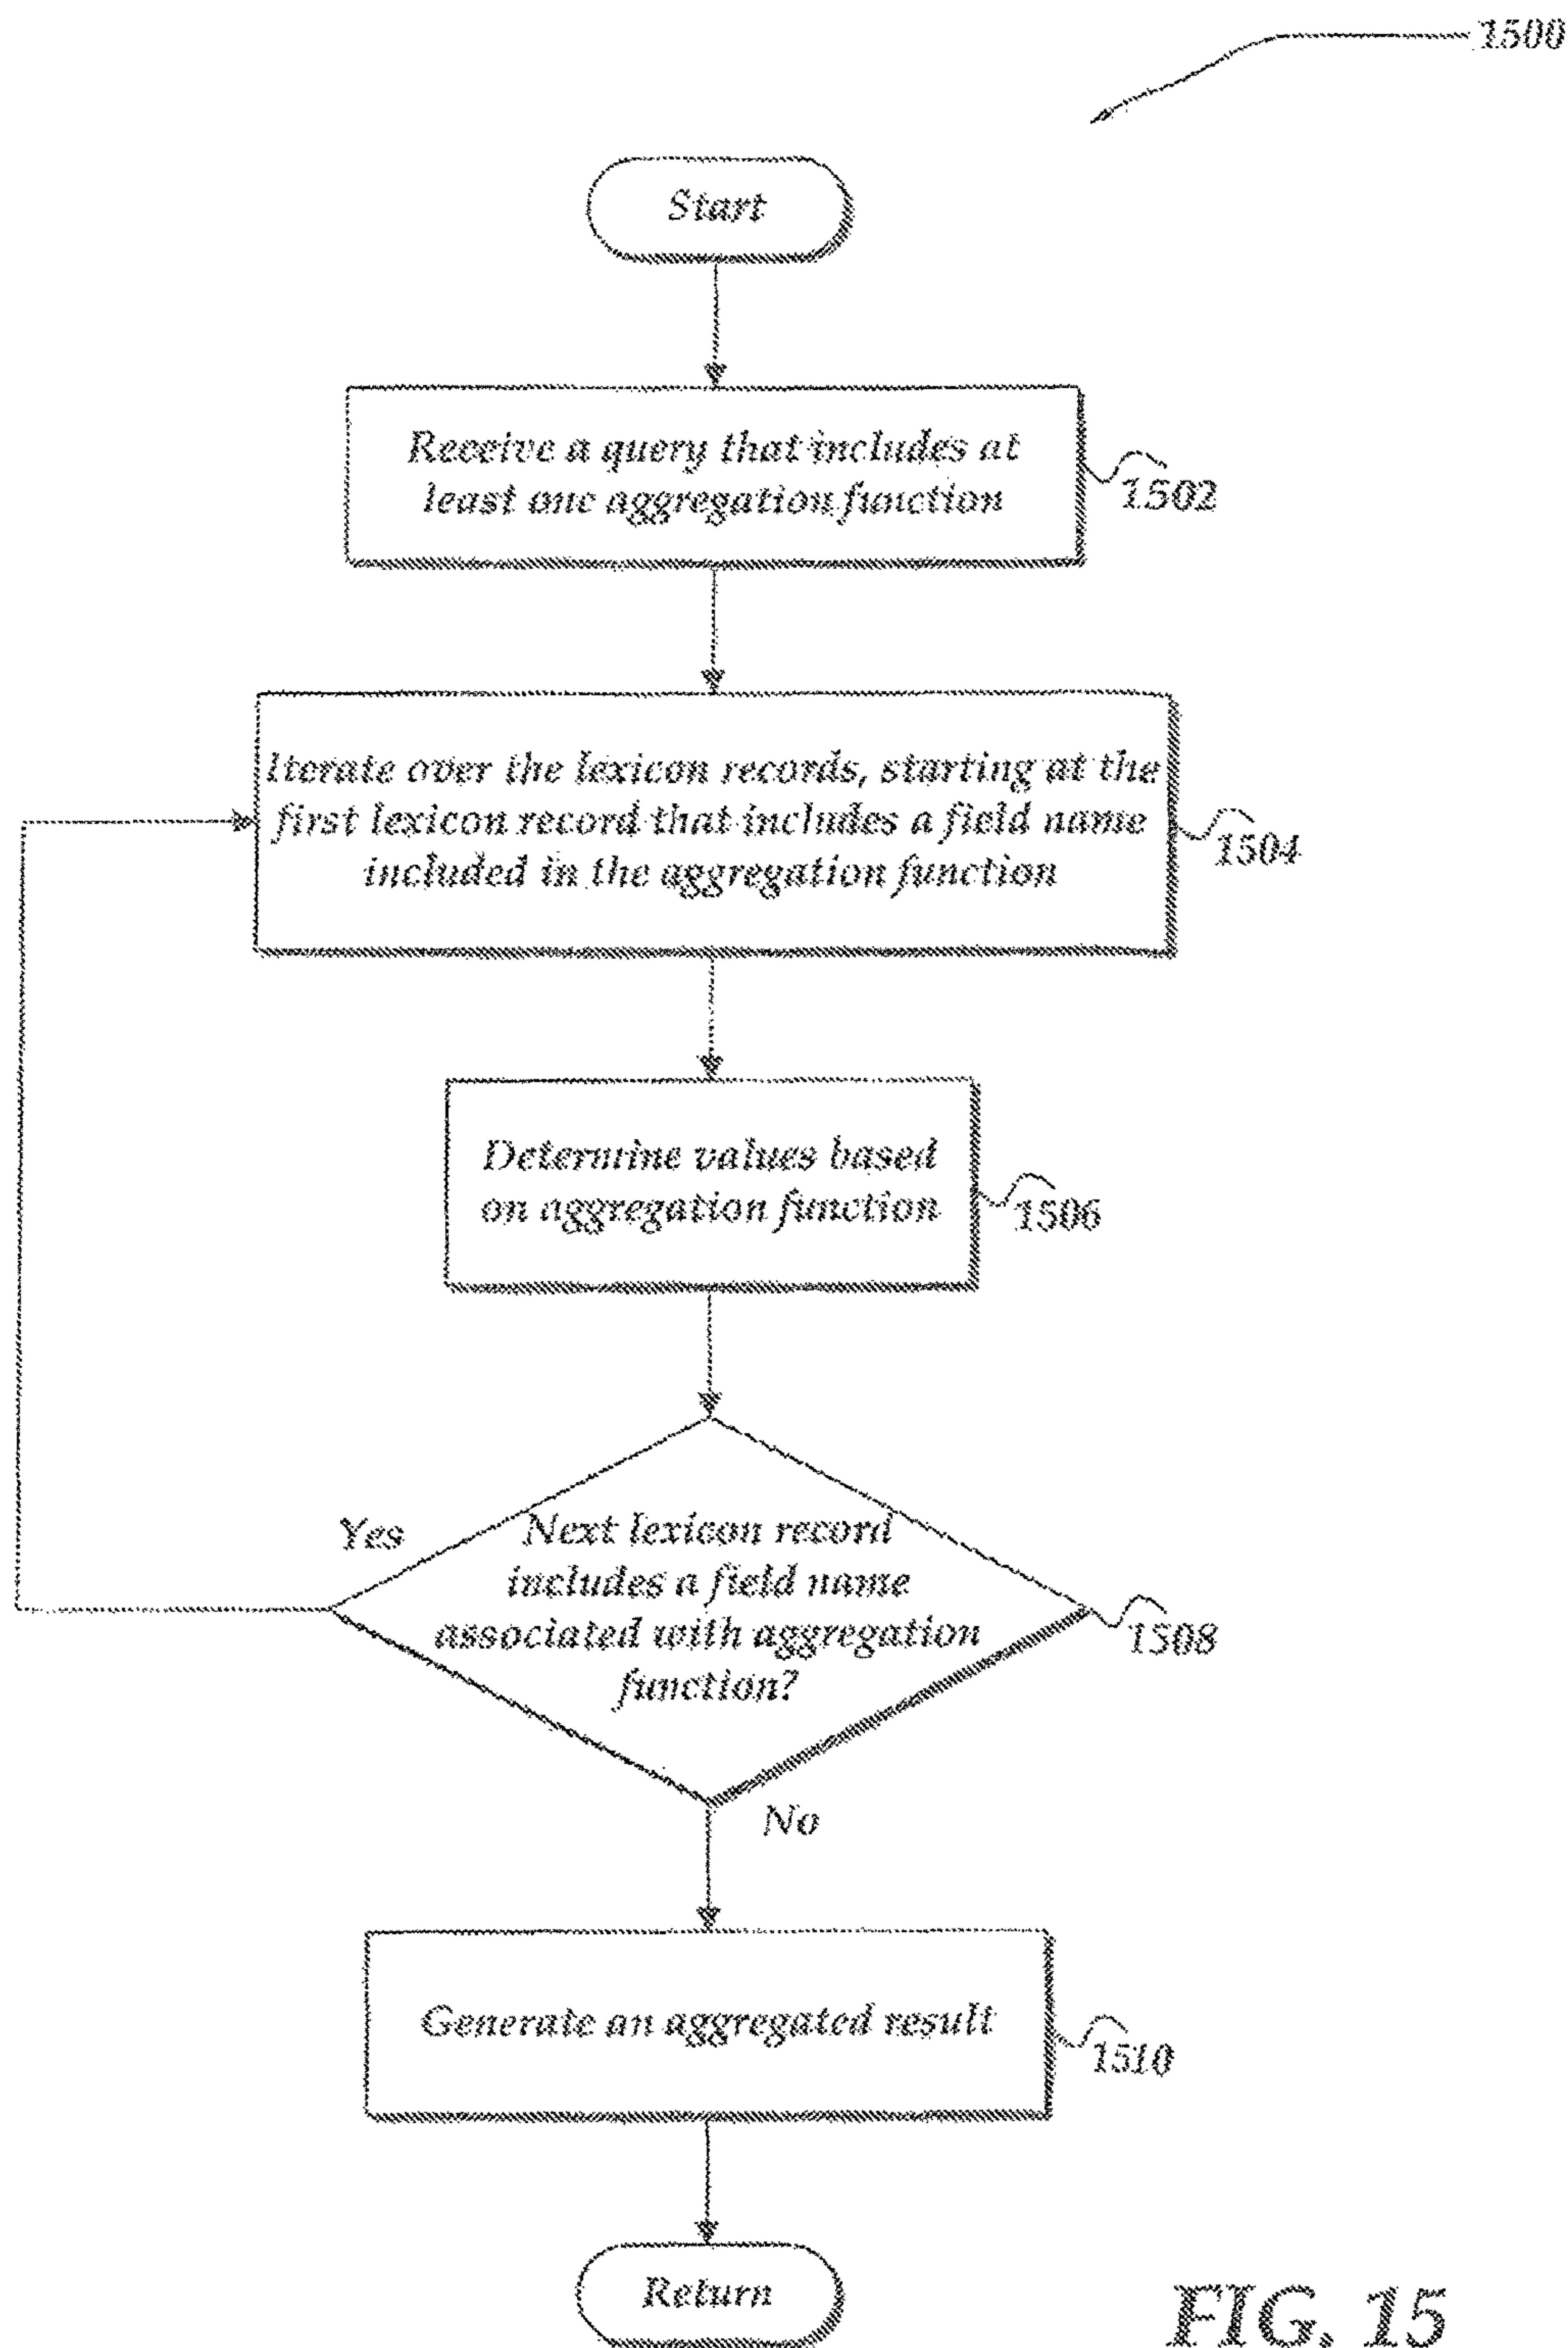 1500
Start
Receive a query that includes at
least one aggregation function
1502
Iterate over the lexicon records, starting at the
first lexicon record that includes a field name
included in the aggregation function
1504
Determine values based
on aggregation function
1506
Yes
Next lexicon record
includes a field name
associated with aggregation
function?
1508
No
Generate an aggregated result
1510
Return
FIG. 15